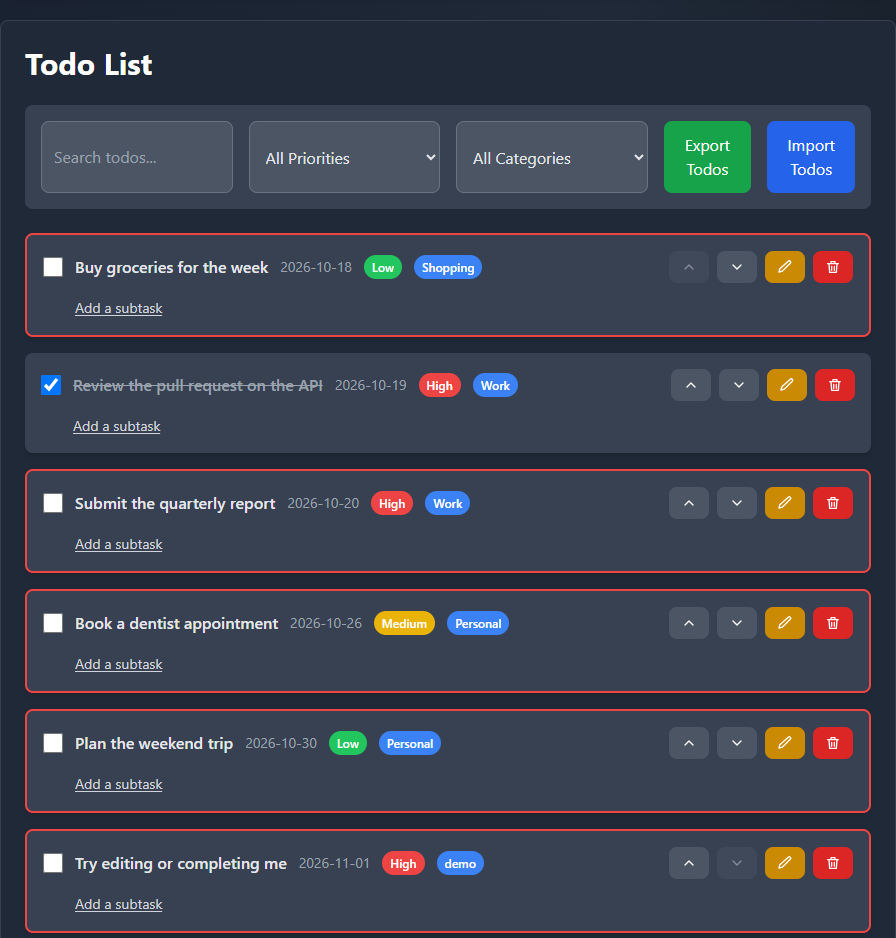 Todo List
Search todos...
All Priorities
All Categories
Export
Todos
Import
Todos
Buy groceries for the week 2026-10-18 Low Shopping
Add a subtask
Review the pull request on the API 2026-10-19 High Work
Add a subtask
Submit the quarterly report 2026-10-20 High Work
Add a subtask
Book a dentist appointment 2026-10-26 Medium Personal
Add a subtask
Plan the weekend trip 2026-10-30 Low Personal
Add a subtask
Try editing or completing me 2026-11-01 High demo
Add a subtask